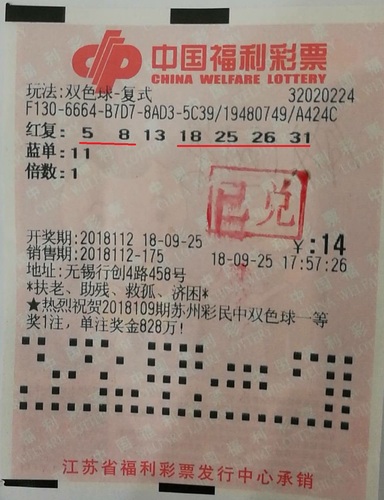 中国福利彩票
CHINA WELFARE LOTTERY
玩法:双色球-复式 32020224
F130-6664-B7D7-8AD3-5C39/19480749/A424C
红复: 5 8 13 18 25 26 31
蓝单:11
倍数:1
已兑
开奖期:2018112 18-09-25 ¥:14
销售期:2018112-175 18-09-25 17:57:26
地址:无锡行创4路458号
*扶老、助残、救孤、济困*
★热烈祝贺2018109期苏州彩民中双色球一等
奖1注，单注奖金828万!
江苏省福利彩票发行中心承销